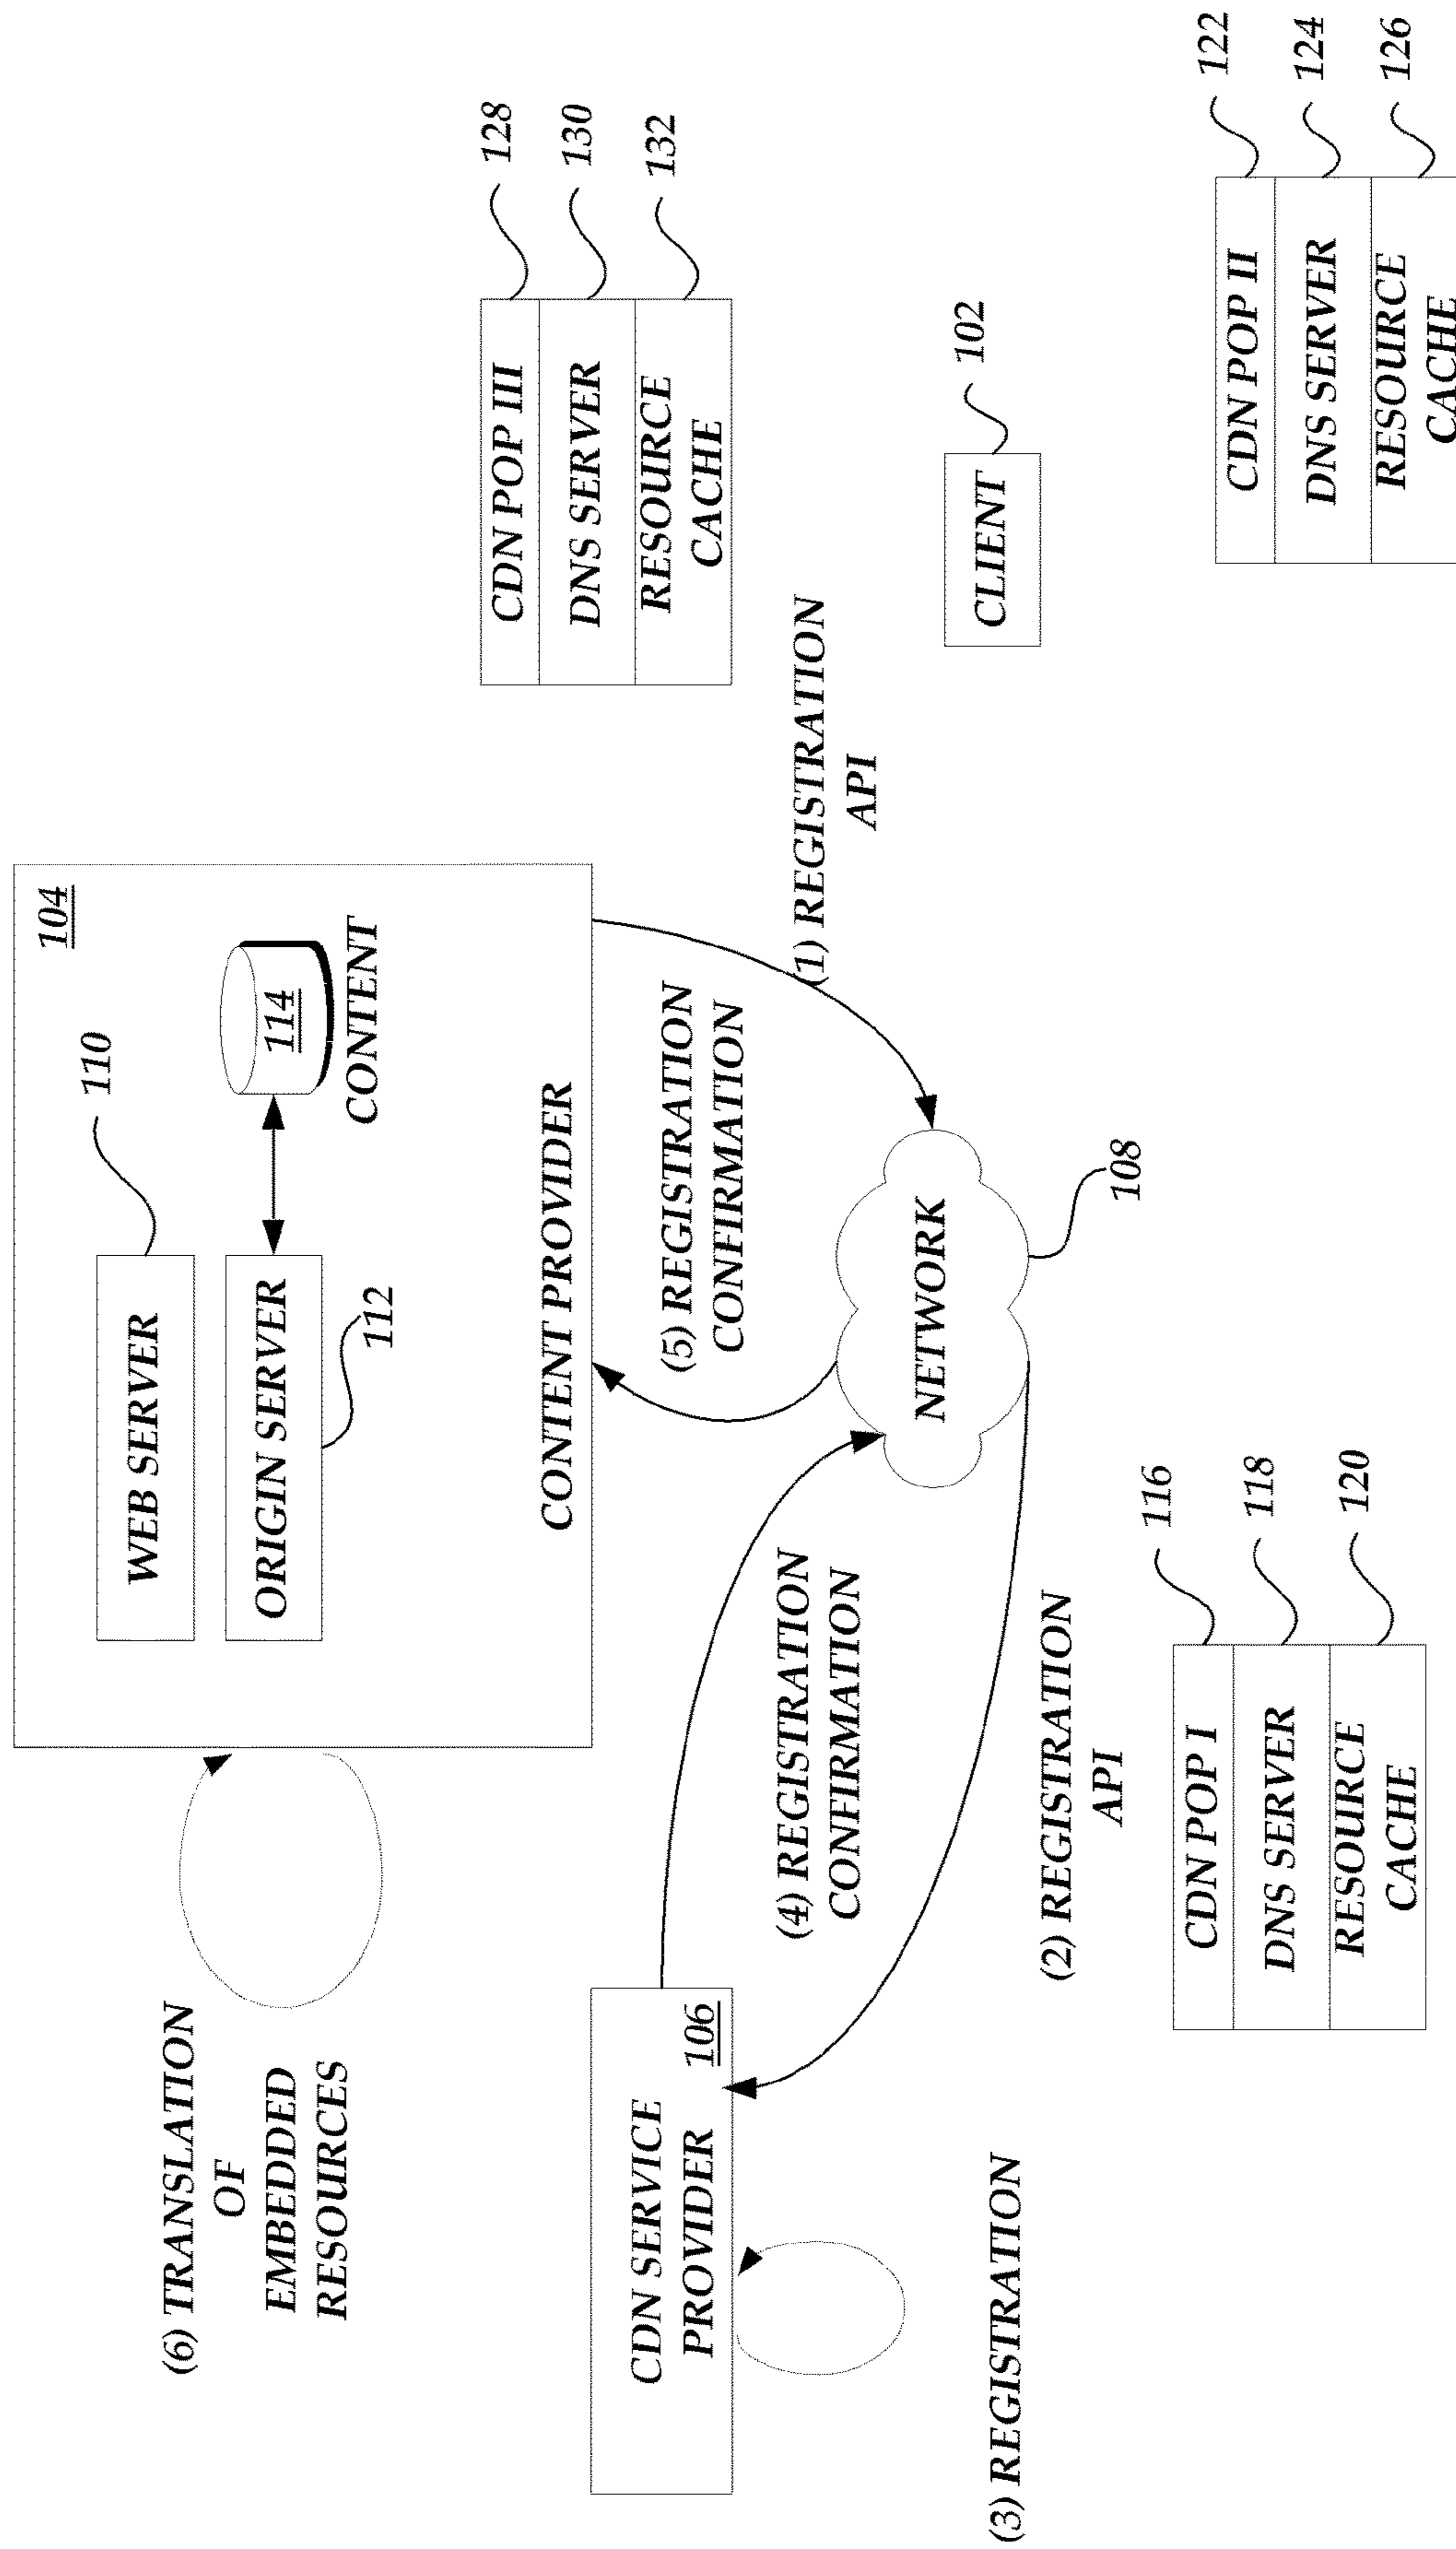 (6) TRANSLATION
OF
EMBEDDED
RESOURCES
104
WEB SERVER
110
ORIGIN SERVER
112
114
CONTENT
CONTENT PROVIDER
CDN POP III
128
DNS SERVER
130
RESOURCE
CACHE
132
CDN SERVICE
PROVIDER
106
(3) REGISTRATION
(4) REGISTRATION
CONFIRMATION
(5) REGISTRATION
CONFIRMATION
(1) REGISTRATION
API
NETWORK
108
CLIENT
102
(2) REGISTRATION
API
CDN POP I
116
DNS SERVER
118
RESOURCE
CACHE
120
CDN POP II
122
DNS SERVER
124
RESOURCE
CACHE
126